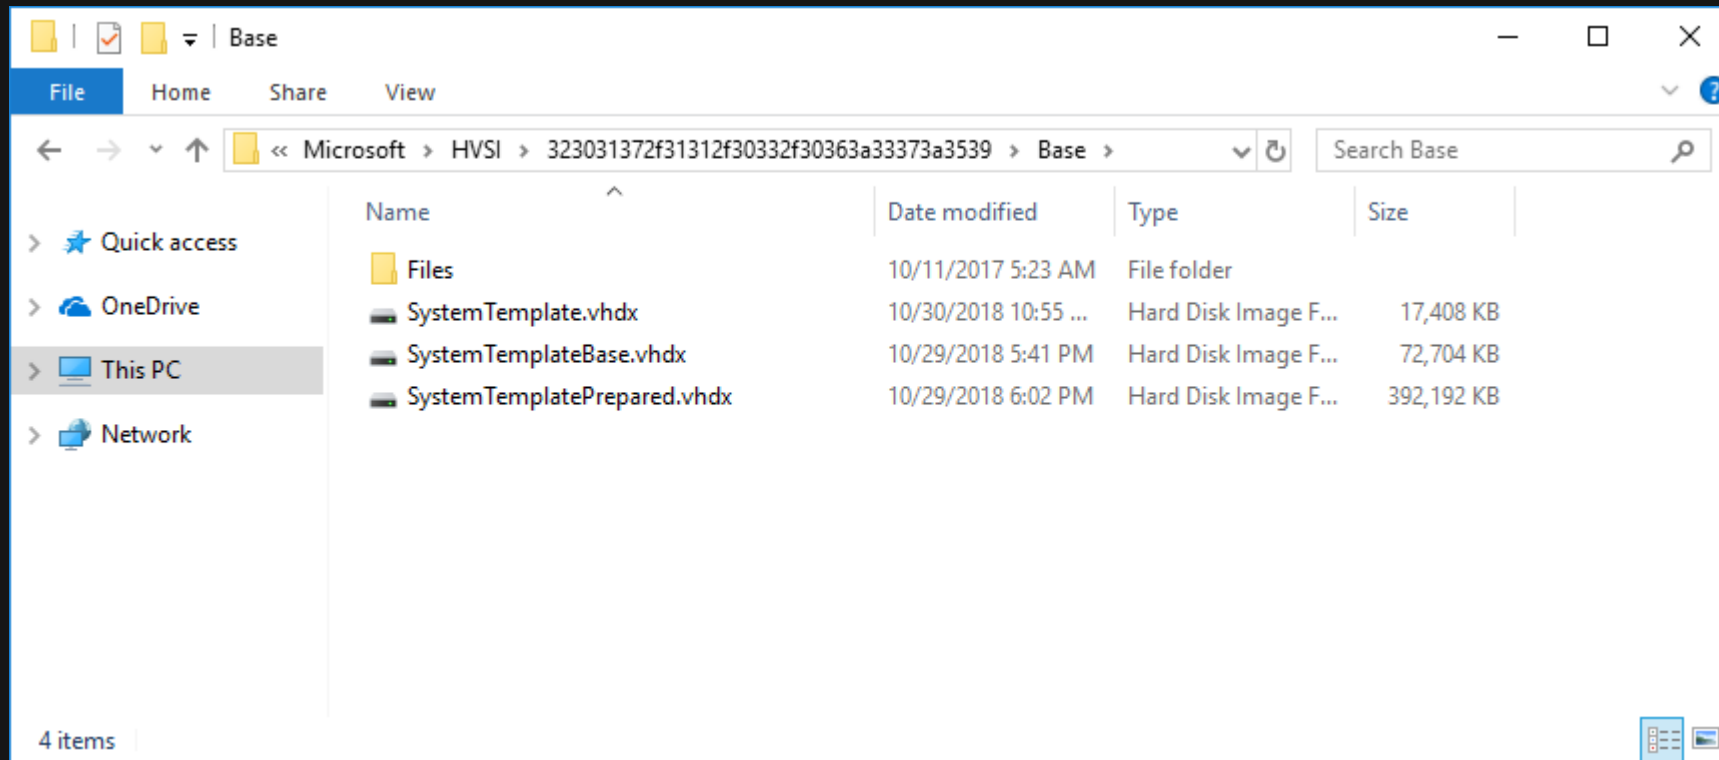 Base
File Home Share View
« Microsoft › HVSI › 323031372f31312f30332f30363a33373a3539 › Base › Search Base
Name Date modified Type Size
Quick access
OneDrive
This PC
Network
Files 10/11/2017 5:23 AM File folder
SystemTemplate.vhdx 10/30/2018 10:55 ... Hard Disk Image F... 17,408 KB
SystemTemplateBase.vhdx 10/29/2018 5:41 PM Hard Disk Image F... 72,704 KB
SystemTemplatePrepared.vhdx 10/29/2018 6:02 PM Hard Disk Image F... 392,192 KB
4 items